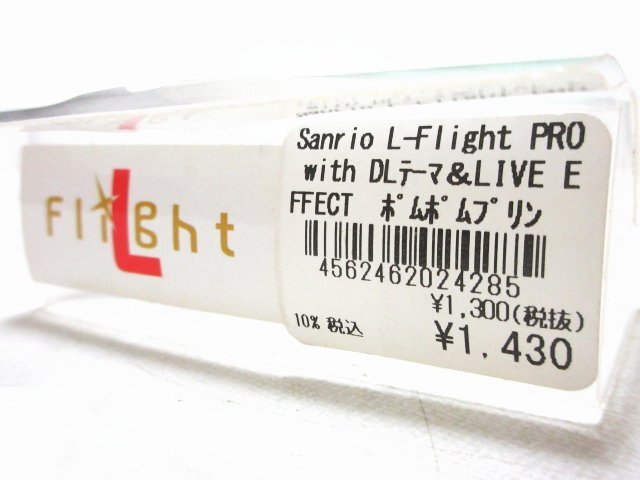 Flight
L
Sanrio L-Flight PRO
with DLﾃｰﾏ&LIVE E
FFECT ﾎﾟﾑﾎﾟﾑﾌﾟﾘﾝ
4562462024285
¥1,300(税抜)
10% 税込
¥1,430